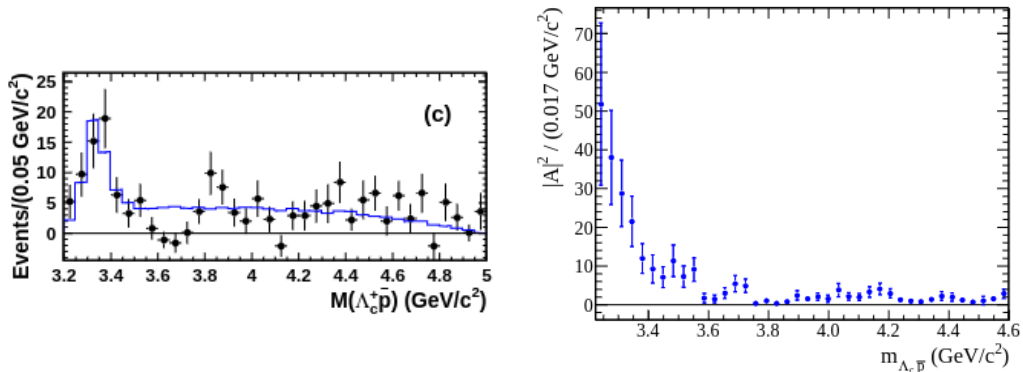 Events/(0.05 GeV/c²)
25
20
15
10
5
0
(c)
3.2 3.4 3.6 3.8 4 4.2 4.4 4.6 4.8 5
M(Λc⁺p̄) (GeV/c²)
|A|² / (0.017 GeV/c²)
70
60
50
40
30
20
10
0
3.4 3.6 3.8 4.0 4.2 4.4 4.6
m_Λc p̄ (GeV/c²)